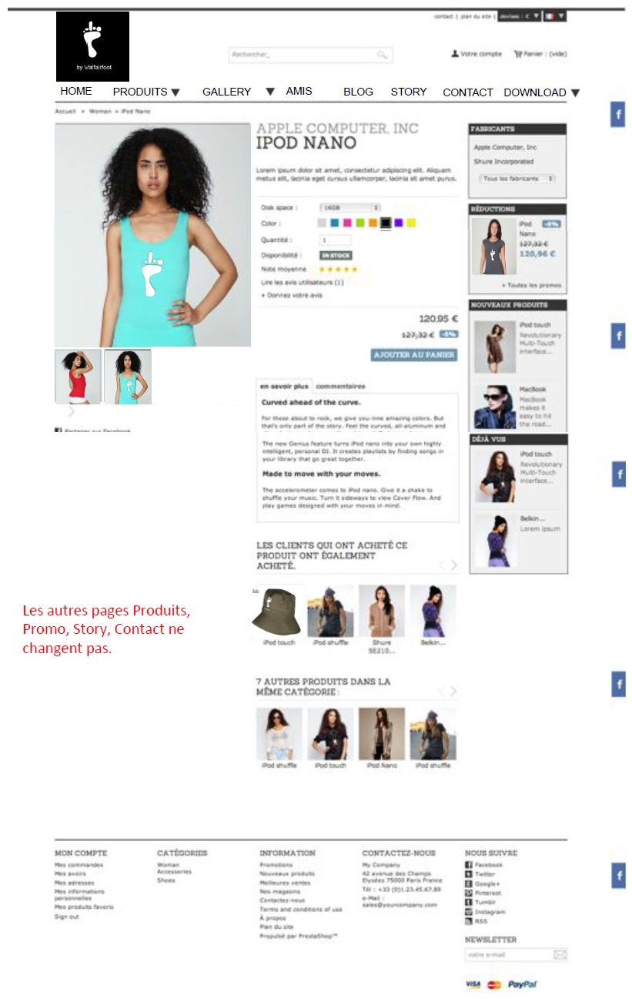 contact | plan du site | devises : €
by Vatfairfoot
Rechercher_
Votre compte
Panier : (vide)
HOME PRODUITS GALLERY AMIS BLOG STORY CONTACT DOWNLOAD
Accueil » Woman » iPod Nano
APPLE COMPUTER, INC
IPOD NANO
Lorem ipsum dolor sit amet, consectetur adipiscing elit. Aliquam
metus elit, lacinia eget cursus ullamcorper, lacinia sit amet purus.
Disk space : 16GB
Color :
Quantité : 1
Disponibilité : IN STOCK
Note moyenne
Lire les avis utilisateurs (1)
» Donnez votre avis
120,95 €
127,32 € -5%
AJOUTER AU PANIER
en savoir plus commentaires
Curved ahead of the curve.
For those about to rock, we give you nine amazing colors. But
that's only part of the story. Feel the curved, all-aluminum and
The new Genius feature turns iPod nano into your own highly
intelligent, personal DJ. It creates playlists by finding songs in
your library that go great together.
Made to move with your moves.
The accelerometer comes to iPod nano. Give it a shake to
shuffle your music. Turn it sideways to view Cover Flow. And
play games designed with your moves in mind.
FABRICANTS
Apple Computer, Inc
Shure Incorporated
Tous les fabricants
RÉDUCTIONS
iPod -5%
Nano
127,32 €
120,96 €
» Toutes les promos
NOUVEAUX PRODUITS
iPod touch
Revolutionary
Multi-Touch
interface...
MacBook
MacBook
makes it
easy to hit
the road...
DÉJÀ VUS
iPod touch
Revolutionary
Multi-Touch
interface...
Belkin...
Lorem ipsum
Partagez sur Facebook
LES CLIENTS QUI ONT ACHETÉ CE
PRODUIT ONT ÉGALEMENT
ACHETÉ.
Bob
iPod touch
iPod shuffle
Shure
SE210...
Belkin...
Les autres pages Produits,
Promo, Story, Contact ne
changent pas.
7 AUTRES PRODUITS DANS LA
MÊME CATÉGORIE :
iPod shuffle
iPod touch
iPod Nano
iPod shuffle
MON COMPTE
Mes commandes
Mes avoirs
Mes adresses
Mes informations
personnelles
Mes produits favoris
Sign out
CATÉGORIES
Woman
Accessories
Shoes
INFORMATION
Promotions
Nouveaux produits
Meilleures ventes
Nos magasins
Contactez-nous
Terms and conditions of use
À propos
Plan du site
Propulsé par PrestaShop™
CONTACTEZ-NOUS
My Company
42 avenue des Champs
Elysées 75000 Paris France
Tél : +33 (0)1.23.45.67.89
e-Mail :
sales@yourcompany.com
NOUS SUIVRE
Facebook
Twitter
Google+
Pinterest
Tumblr
Instagram
RSS
NEWSLETTER
votre e-mail
VISA MasterCard PayPal